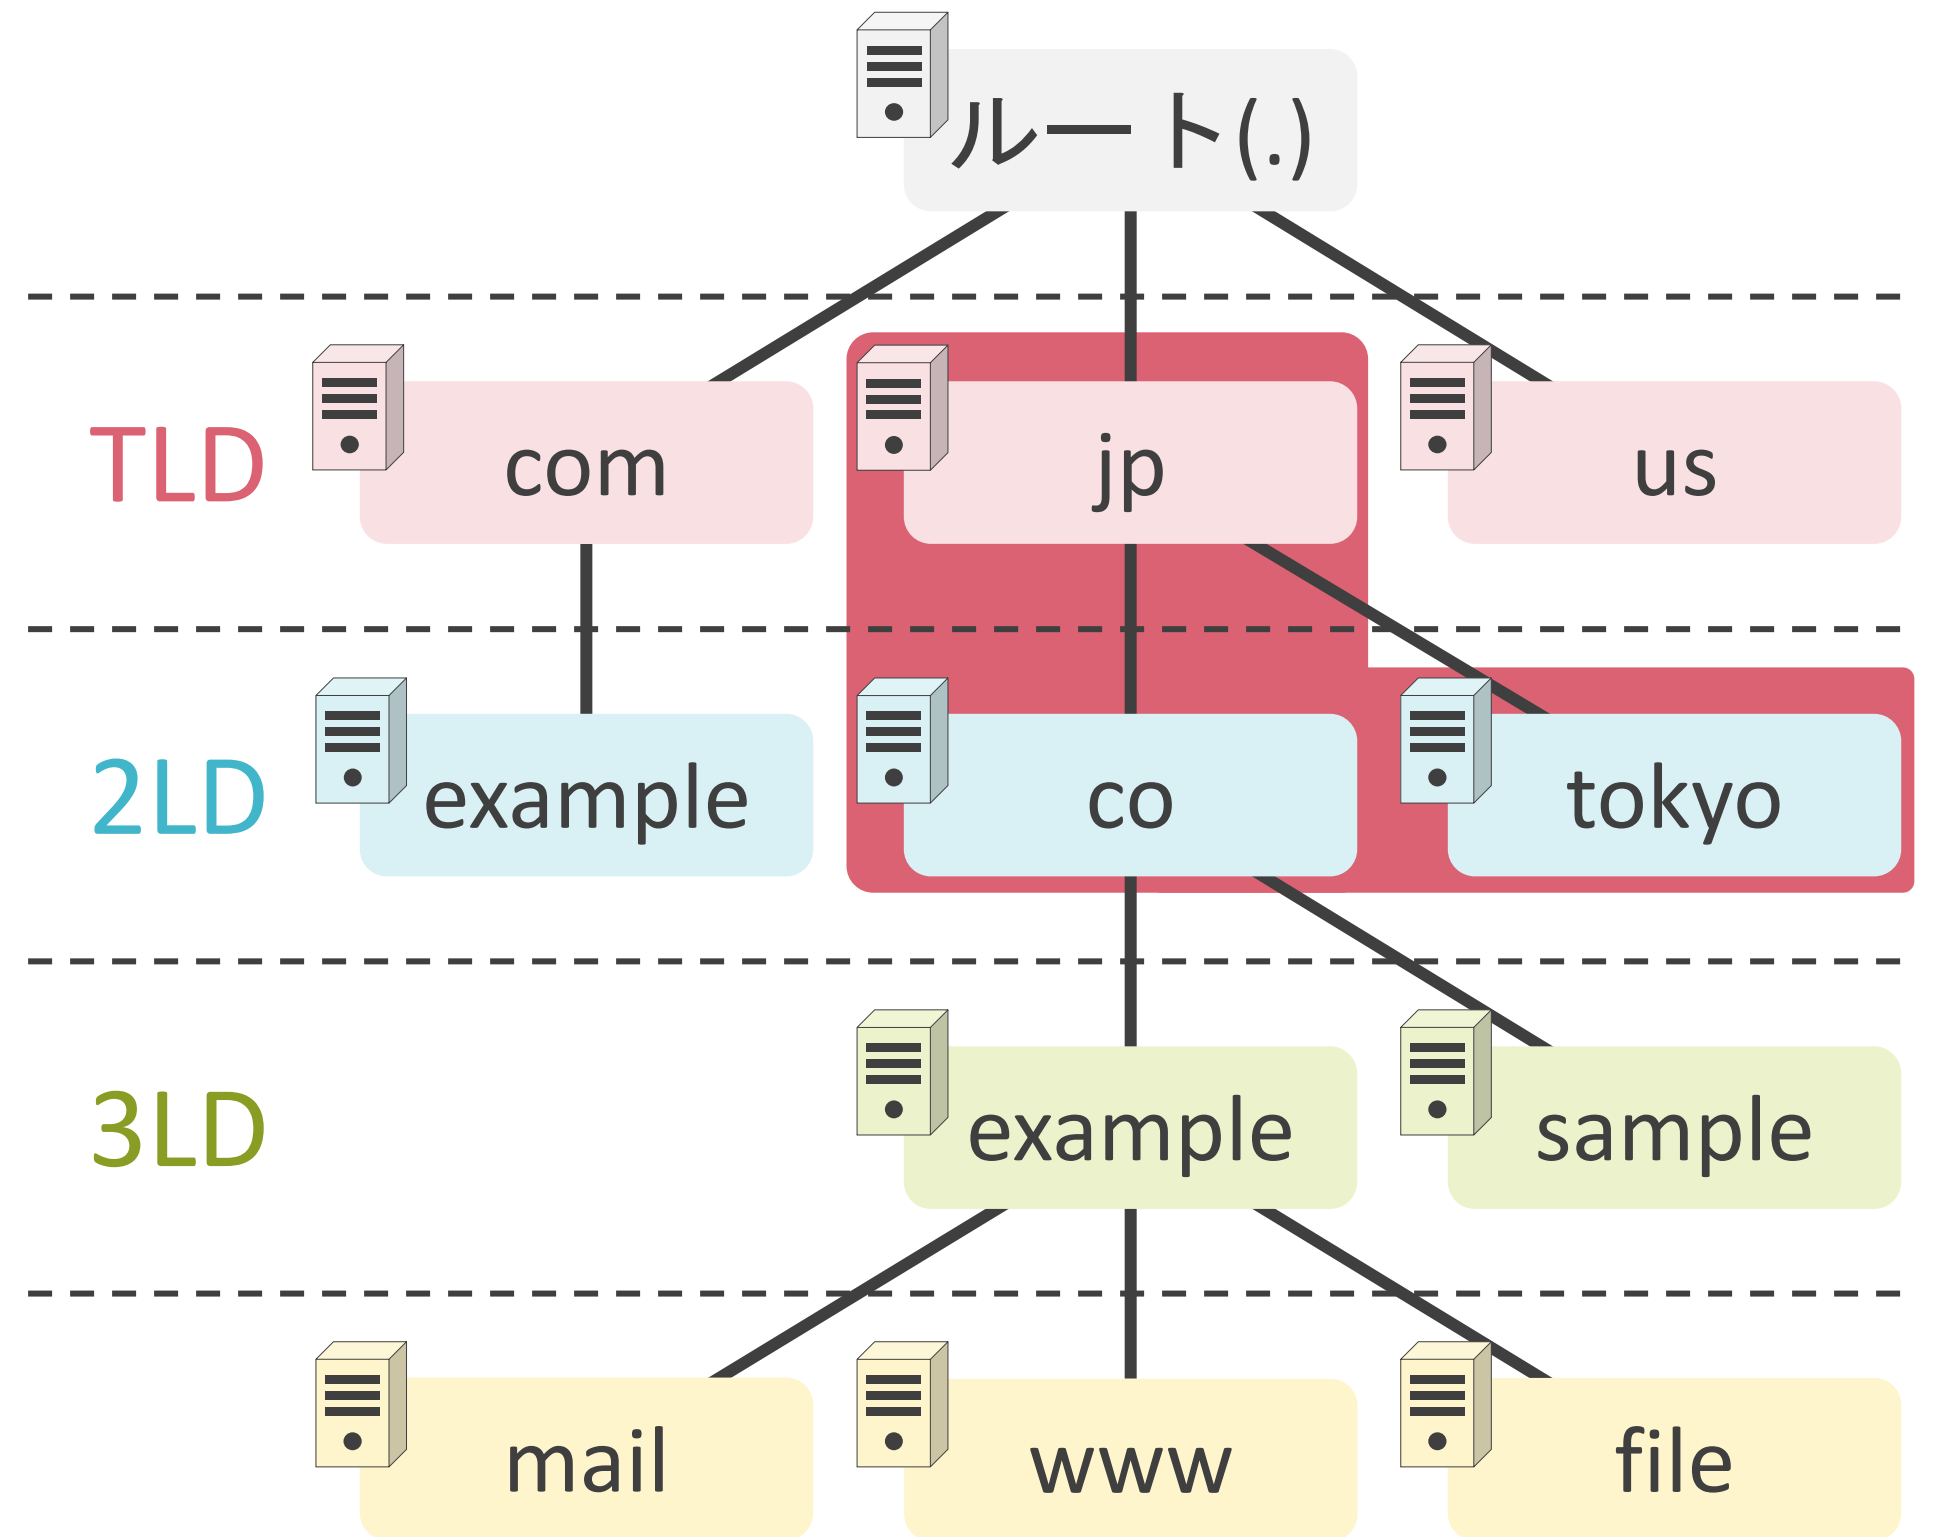 ルート(.)
TLD
com
jp
us
2LD
example
co
tokyo
3LD
example
sample
mail
www
file